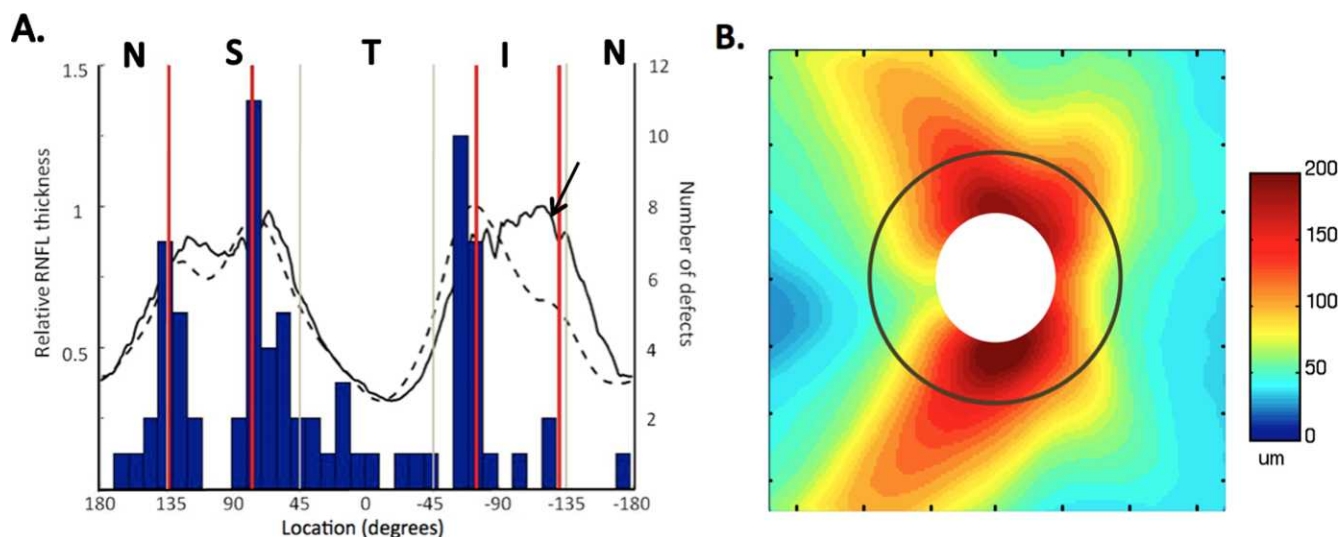 A.
N S T I N
1.5
1
0.5
Relative RNFL thickness
12
10
8
6
4
2
Number of defects
180 135 90 45 0 -45 -90 -135 -180
Location (degrees)
B.
200
150
100
50
0
um